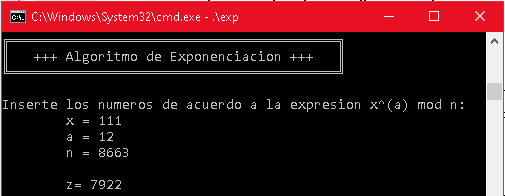 C:\Windows\System32\cmd.exe - .\exp
+++ Algoritmo de Exponenciacion +++
Inserte los numeros de acuerdo a la expresion x^(a) mod n:
x = 111
a = 12
n = 8663
z= 7922